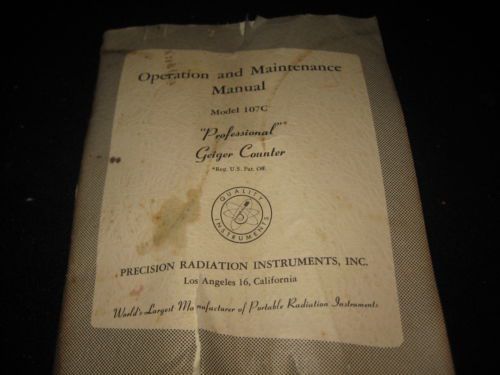 Operation and Maintenance
Manual
Model 107C
"Professional"*
Geiger Counter
*Reg. U.S. Pat. Off.
QUALITY
INSTRUMENTS
PRECISION RADIATION INSTRUMENTS, INC.
Los Angeles 16, California
World's Largest Manufacturer of Portable Radiation Instruments